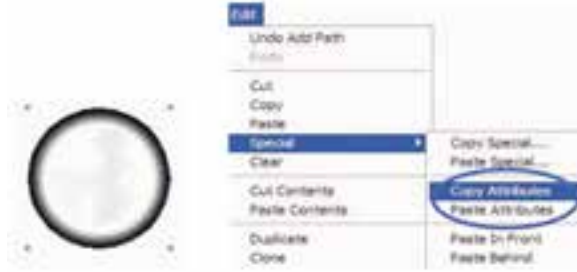 Edit
Undo Add Path
Redo
Cut
Copy
Paste
Special
Clear
Cut Contents
Paste Contents
Duplicate
Clone
Copy Special...
Paste Special...
Copy Attributes
Paste Attributes
Paste In Front
Paste Behind